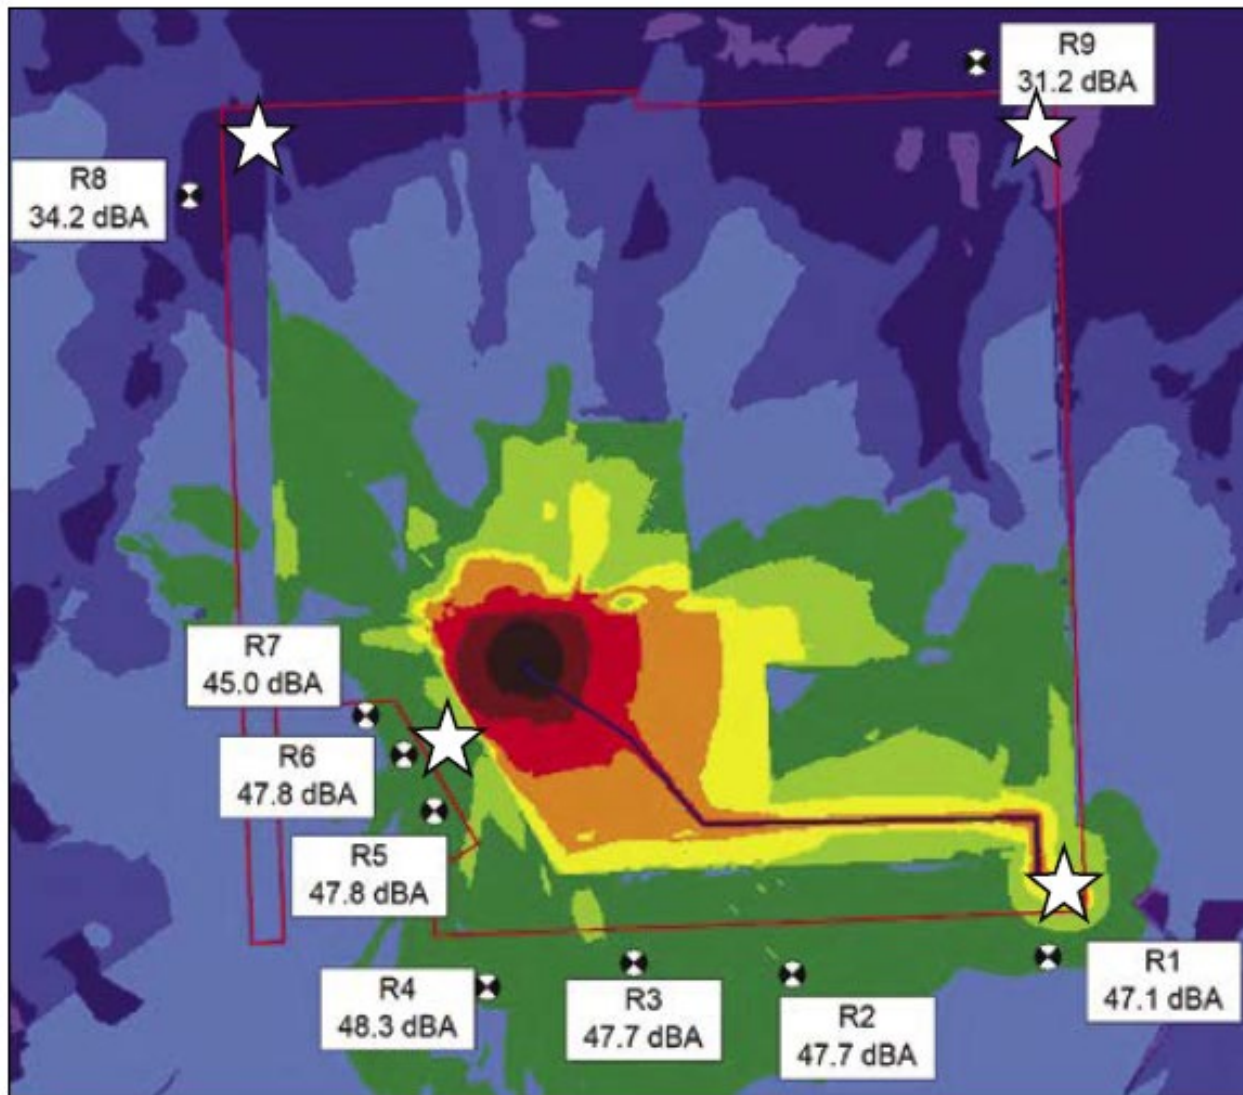 R9
31.2 dBA
R8
34.2 dBA
R7
45.0 dBA
R6
47.8 dBA
R5
47.8 dBA
R4
48.3 dBA
R3
47.7 dBA
R2
47.7 dBA
R1
47.1 dBA